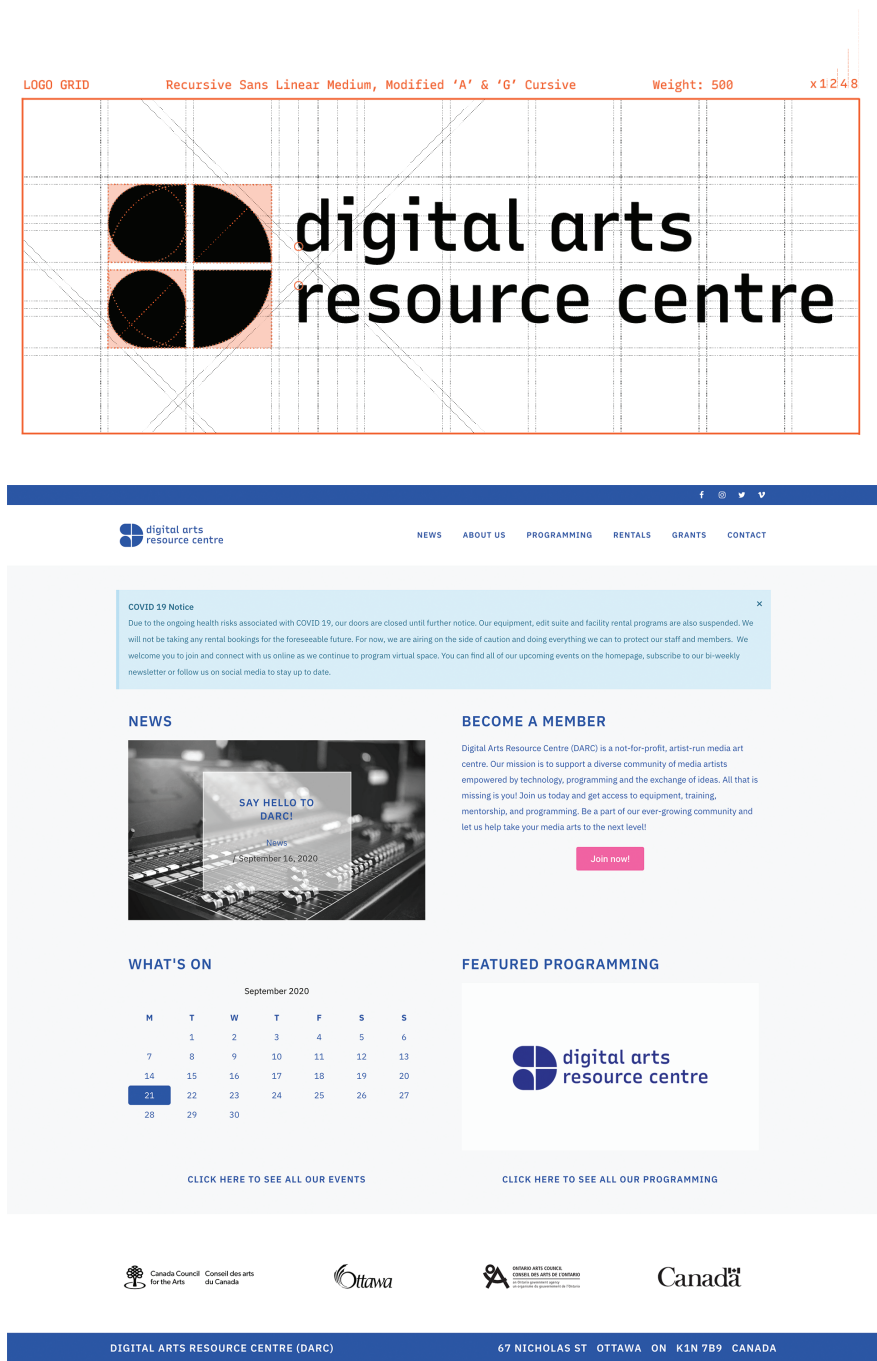 LOGO GRID Recursive Sans Linear Medium, Modified ‘A’ & ‘G’ Cursive Weight: 500 x1248
digital arts
resource centre
digital arts
resource centre
NEWS ABOUT US PROGRAMMING RENTALS GRANTS CONTACT
COVID 19 Notice ×
Due to the ongoing health risks associated with COVID 19, our doors are closed until further notice. Our equipment, edit suite and facility rental programs are also suspended. We
will not be taking any rental bookings for the foreseeable future. For now, we are airing on the side of caution and doing everything we can to protect our staff and members. We
welcome you to join and connect with us online as we continue to program virtual space. You can find all of our upcoming events on the homepage, subscribe to our bi-weekly
newsletter or follow us on social media to stay up to date.
NEWS
SAY HELLO TO
DARC!
News
/ September 16, 2020
BECOME A MEMBER
Digital Arts Resource Centre (DARC) is a not-for-profit, artist-run media art
centre. Our mission is to support a diverse community of media artists
empowered by technology, programming and the exchange of ideas. All that is
missing is you! Join us today and get access to equipment, training,
mentorship, and programming. Be a part of our ever-growing community and
let us help take your media arts to the next level!
Join now!
WHAT'S ON
September 2020
M T W T F S S
1 2 3 4 5 6
7 8 9 10 11 12 13
14 15 16 17 18 19 20
21 22 23 24 25 26 27
28 29 30
CLICK HERE TO SEE ALL OUR EVENTS
FEATURED PROGRAMMING
digital arts
resource centre
CLICK HERE TO SEE ALL OUR PROGRAMMING
Canada Council Conseil des arts
for the Arts du Canada
Ottawa
ONTARIO ARTS COUNCIL
CONSEIL DES ARTS DE L'ONTARIO
an Ontario government agency
un organisme du gouvernement de l'Ontario
Canada
DIGITAL ARTS RESOURCE CENTRE (DARC) 67 NICHOLAS ST OTTAWA ON K1N 7B9 CANADA